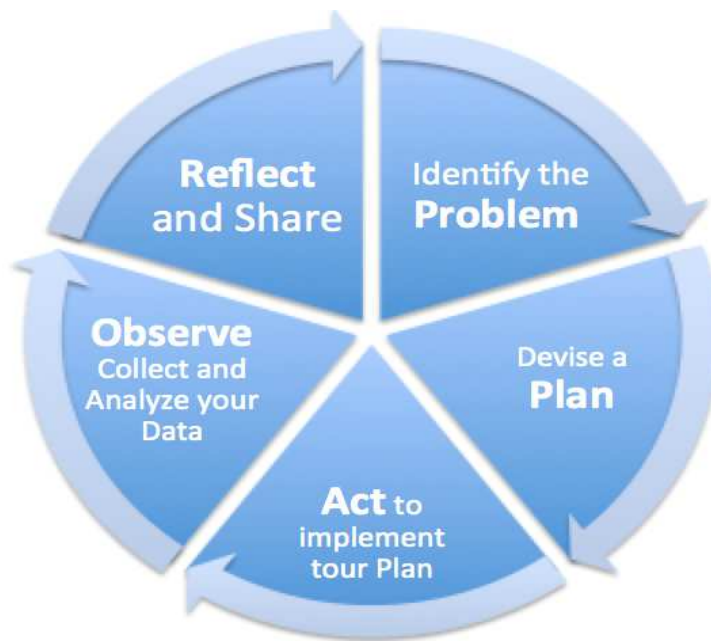 Identify the
Problem
Devise a
Plan
Act to
implement
tour Plan
Observe
Collect and
Analyze your
Data
Reflect
and Share